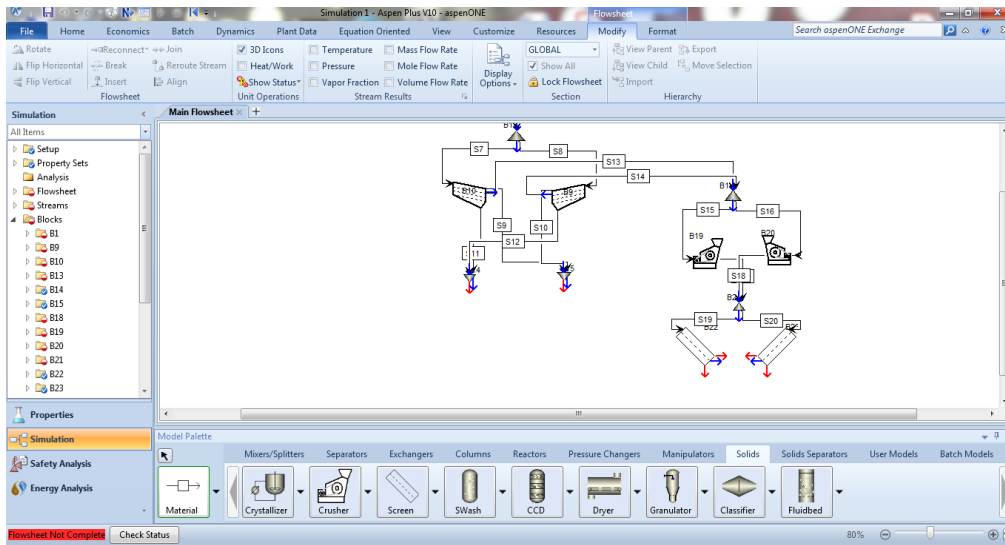 Simulation 1 - Aspen Plus V10 - aspenONE
Flowsheet
File Home Economics Batch Dynamics Plant Data Equation Oriented View Customize Resources Modify Format Search aspenONE Exchange
Rotate Reconnect Join 3D Icons Temperature Mass Flow Rate GLOBAL View Parent Export
Flip Horizontal Break Reroute Stream Heat/Work Pressure Mole Flow Rate Display Options Show All View Child Move Selection
Flip Vertical Insert Align Show Status Vapor Fraction Volume Flow Rate Lock Flowsheet Import
Flowsheet Unit Operations Stream Results Section Hierarchy
Simulation
Main Flowsheet
All Items
Setup
Property Sets
Analysis
Flowsheet
Streams
Blocks
B1
B9
B10
B13
B14
B15
B18
B19
B20
B21
B22
B23
S7 S8
S13
S14
B10 B9
S15 S16
S9 S10
S12
B19 B20
S18
S19 S20
B22
Properties
Simulation
Safety Analysis
Energy Analysis
Model Palette
Mixers/Splitters Separators Exchangers Columns Reactors Pressure Changers Manipulators Solids Solids Separators User Models Batch Models
Material Crystallizer Crusher Screen SWash CCD Dryer Granulator Classifier Fluidbed
Flowsheet Not Complete Check Status 80%